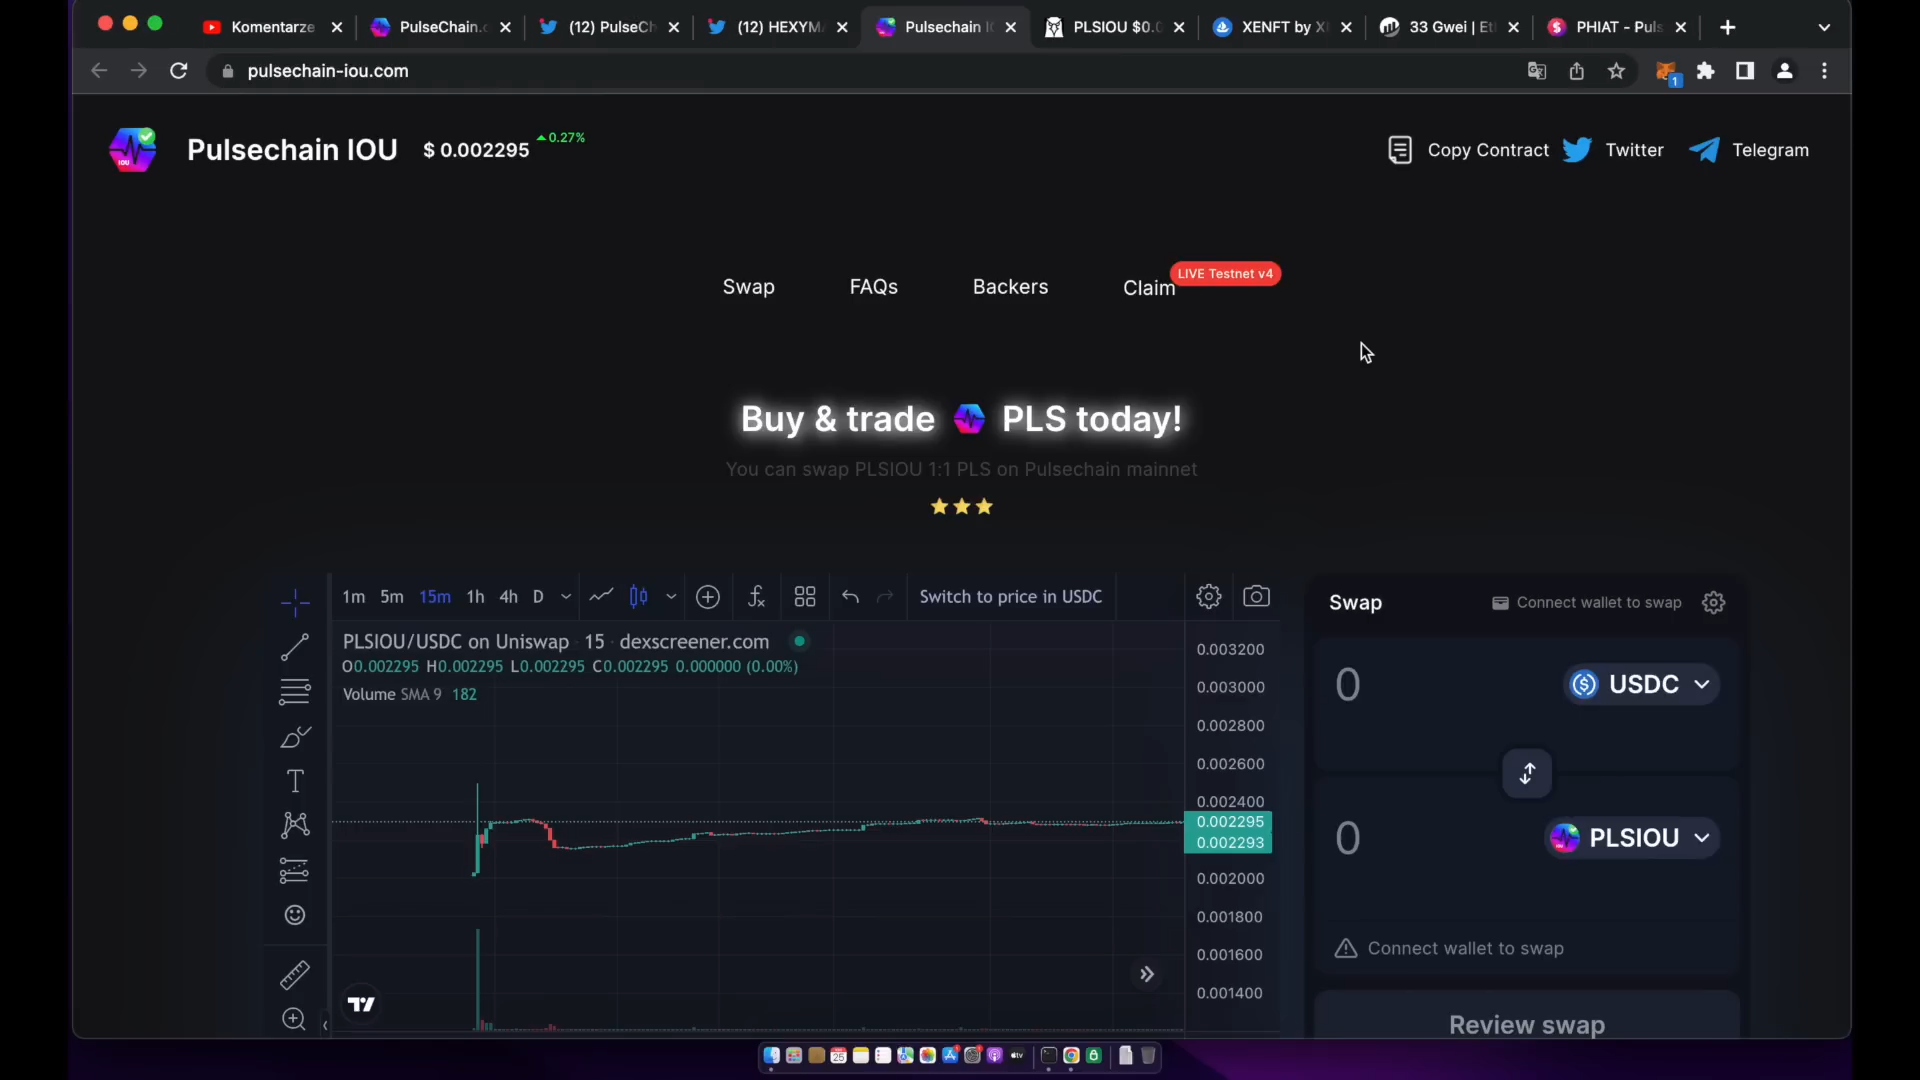 Komentarze
PulseChain.c
(12) PulseCh
(12) HEXYMA
Pulsechain I
PLSIOU $0.0
XENFT by X
33 Gwei | Et
PHIAT - Puls
pulsechain-iou.com
1
Pulsechain IOU
$ 0.002295
0.27%
Copy Contract
Twitter
Telegram
Swap
FAQs
Backers
Claim
LIVE Testnet v4
Buy & trade PLS today!
You can swap PLSIOU 1:1 PLS on Pulsechain mainnet
1m 5m 15m 1h 4h D
Switch to price in USDC
PLSIOU/USDC on Uniswap · 15 · dexscreener.com
O0.002295 H0.002295 L0.002295 C0.002295 0.000000 (0.00%)
Volume SMA 9 182
0.003200
0.003000
0.002800
0.002600
0.002400
0.002295
0.002293
0.002000
0.001800
0.001600
0.001400
Swap
Connect wallet to swap
0
USDC
0
PLSIOU
Connect wallet to swap
Review swap